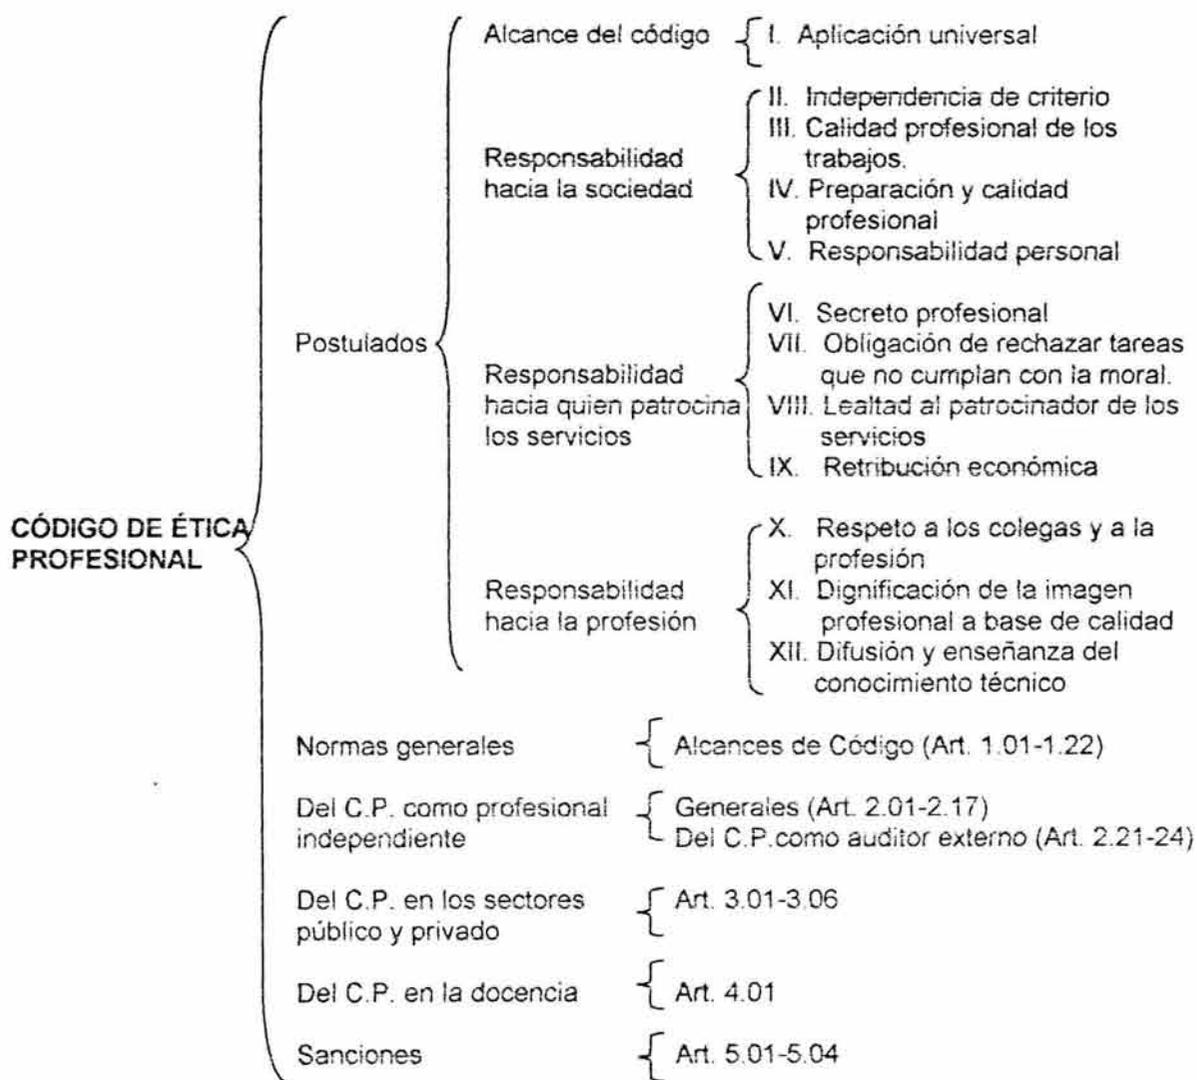 Alcance del código
I. Aplicación universal
Responsabilidad
hacia la sociedad
II. Independencia de criterio
III. Calidad profesional de los
trabajos.
IV. Preparación y calidad
profesional
V. Responsabilidad personal
Postulados
Responsabilidad
hacia quien patrocina
los servicios
VI. Secreto profesional
VII. Obligación de rechazar tareas
que no cumplan con la moral.
VIII. Lealtad al patrocinador de los
servicios
IX. Retribución económica
CÓDIGO DE ÉTICA
PROFESIONAL
Responsabilidad
hacia la profesión
X. Respeto a los colegas y a la
profesión
XI. Dignificación de la imagen
profesional a base de calidad
XII. Difusión y enseñanza del
conocimiento técnico
Normas generales
Alcances de Código (Art. 1.01-1.22)
Del C.P. como profesional
independiente
Generales (Art. 2.01-2.17)
Del C.P.como auditor externo (Art. 2.21-24)
Del C.P. en los sectores
público y privado
Art. 3.01-3.06
Del C.P. en la docencia
Art. 4.01
Sanciones
Art. 5.01-5.04